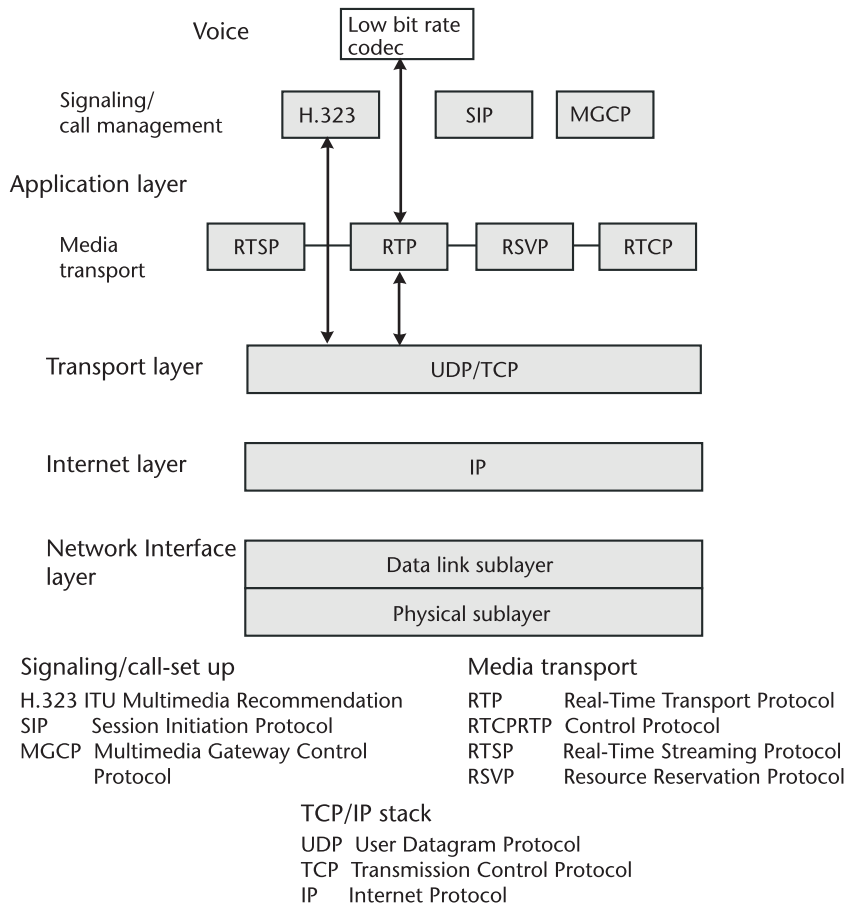 Voice
Low bit rate
codec
Signaling/
call management
H.323
SIP
MGCP
Application layer
Media
transport
RTSP
RTP
RSVP
RTCP
Transport layer
UDP/TCP
Internet layer
IP
Network Interface
layer
Data link sublayer
Physical sublayer
Signaling/call-set up
H.323 ITU Multimedia Recommendation
SIP Session Initiation Protocol
MGCP Multimedia Gateway Control
Protocol
Media transport
RTP Real-Time Transport Protocol
RTCPRTP Control Protocol
RTSP Real-Time Streaming Protocol
RSVP Resource Reservation Protocol
TCP/IP stack
UDP User Datagram Protocol
TCP Transmission Control Protocol
IP Internet Protocol